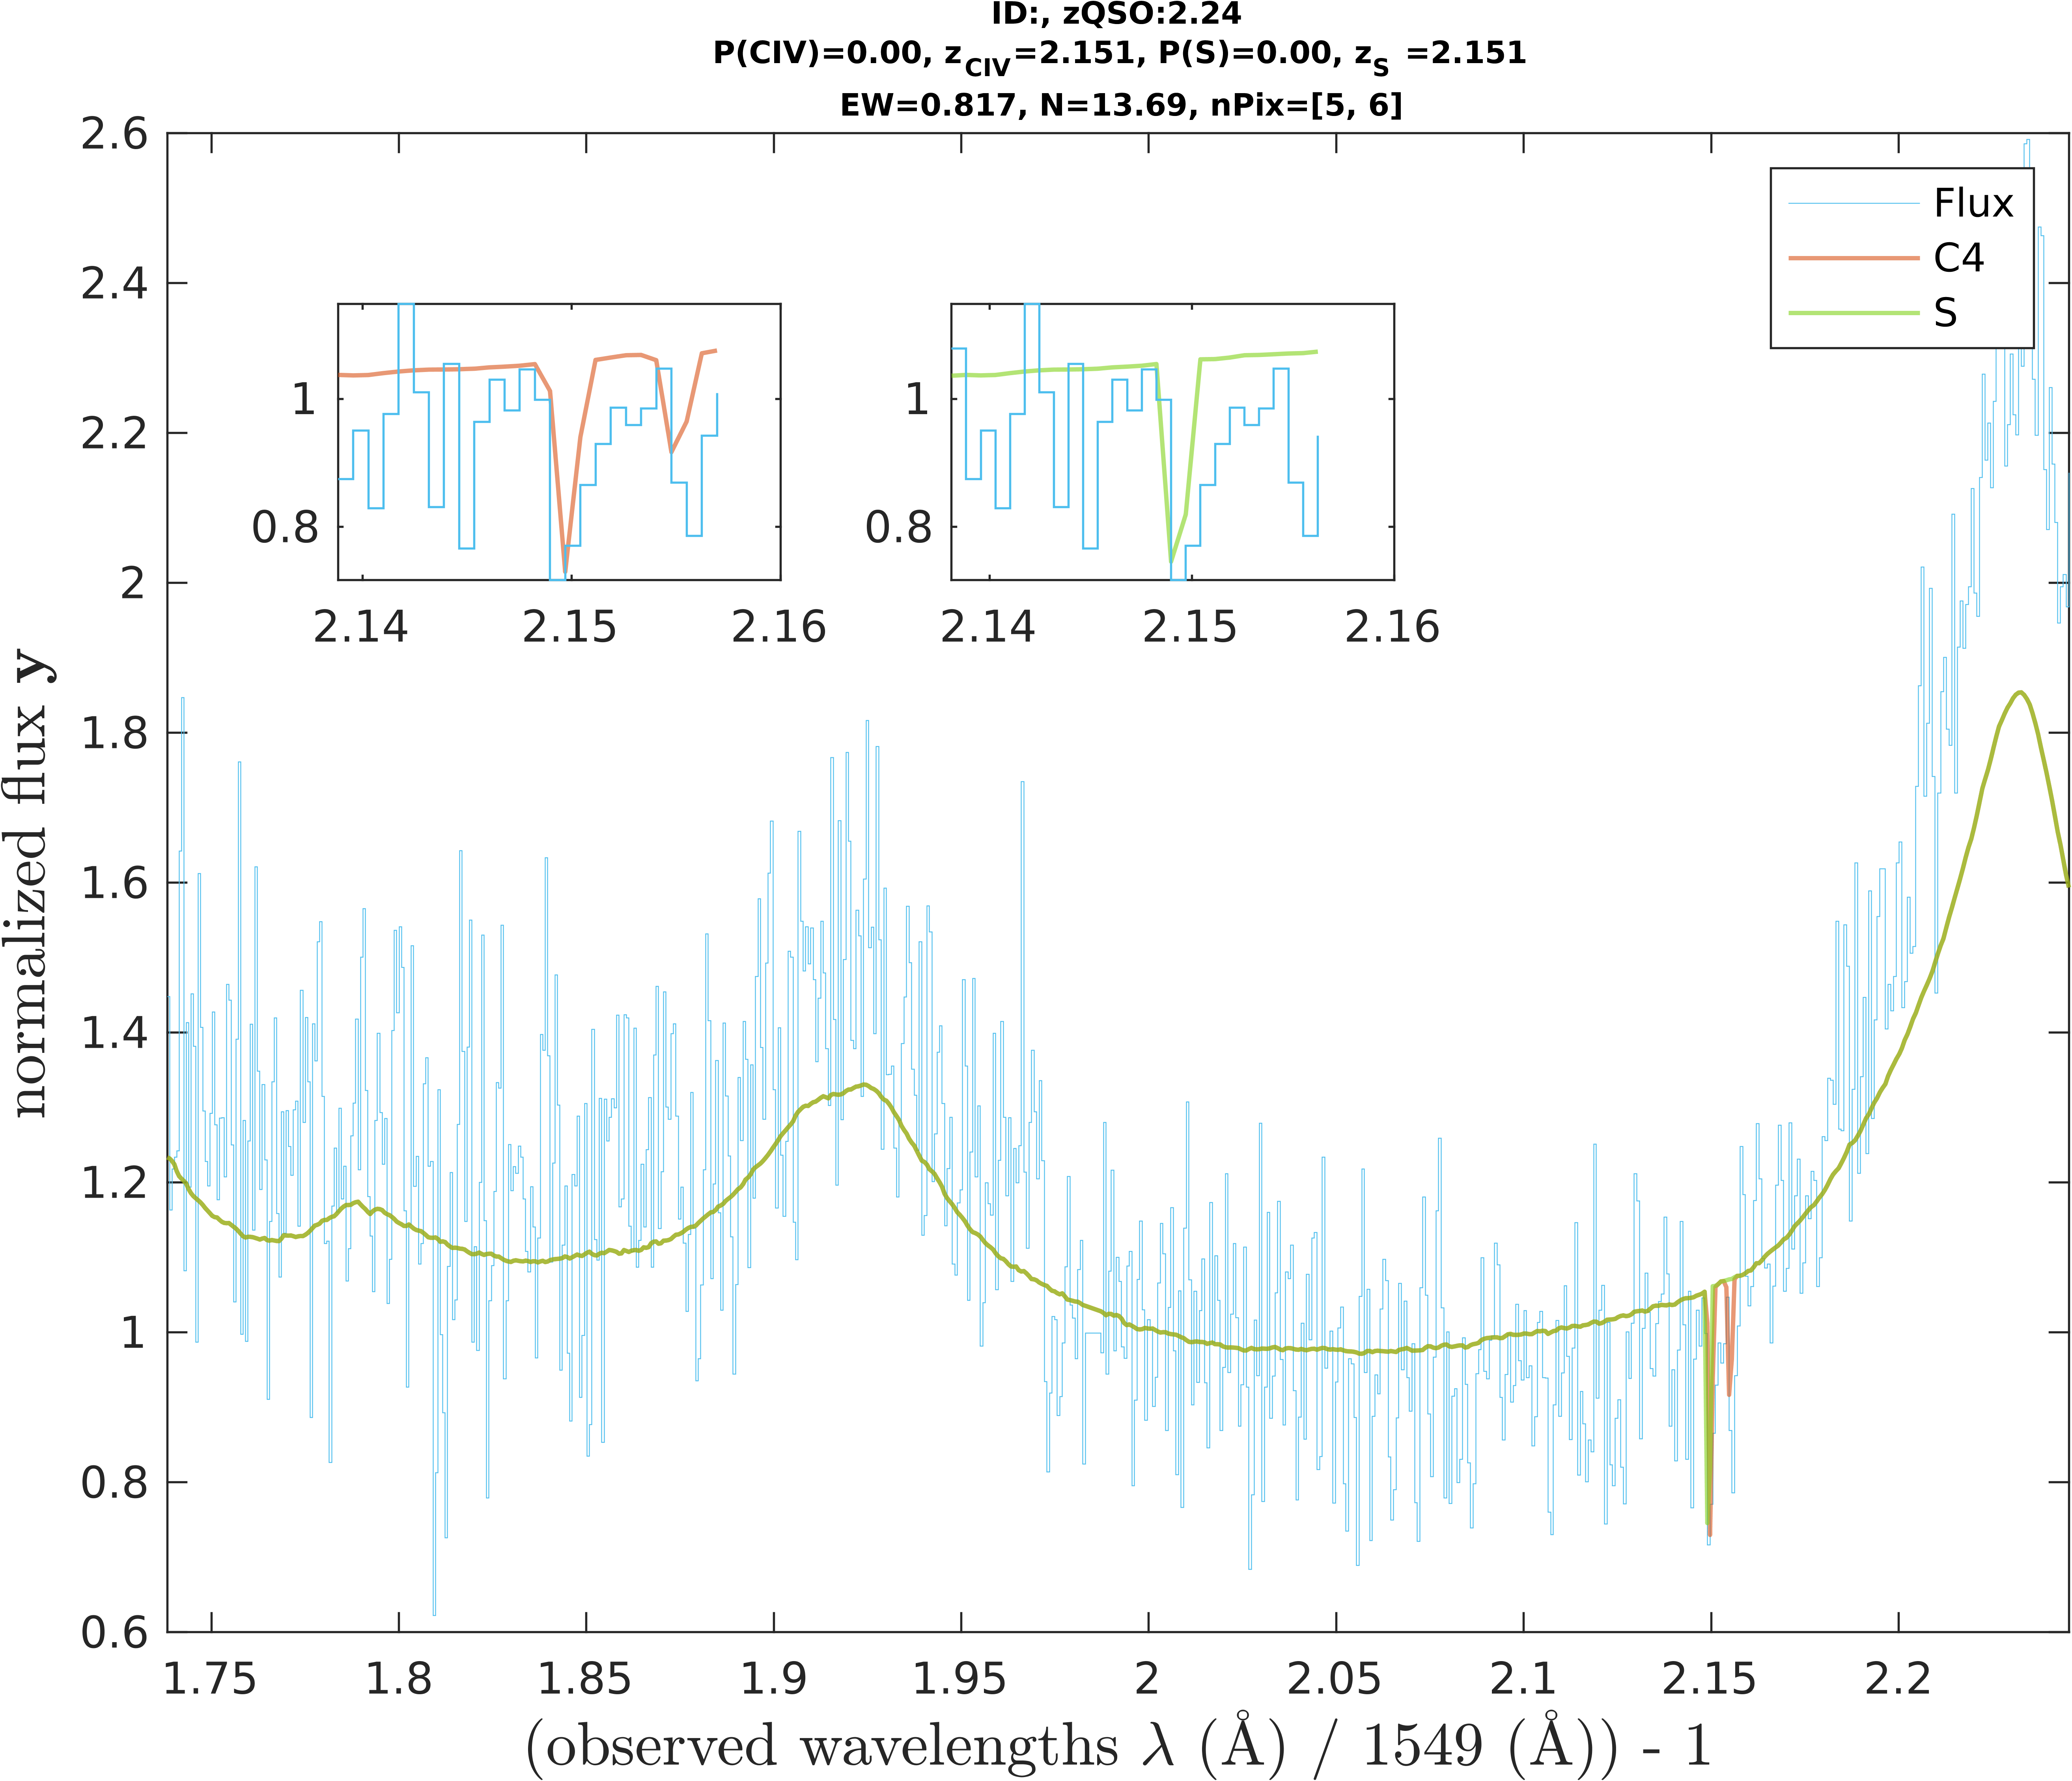 ID:, zQSO:2.24
P(CIV)=0.00, zCIV=2.151, P(S)=0.00, zS =2.151
EW=0.817, N=13.69, nPix=[5, 6]
2.6
2.4
2.2
2
1.8
1.6
1.4
1.2
1
0.8
0.6
normalized flux y
Flux
C4
S
1
0.8
2.14 2.15 2.16
1
0.8
2.14 2.15 2.16
1.75 1.8 1.85 1.9 1.95 2 2.05 2.1 2.15 2.2
(observed wavelengths λ (Å) / 1549 (Å)) - 1